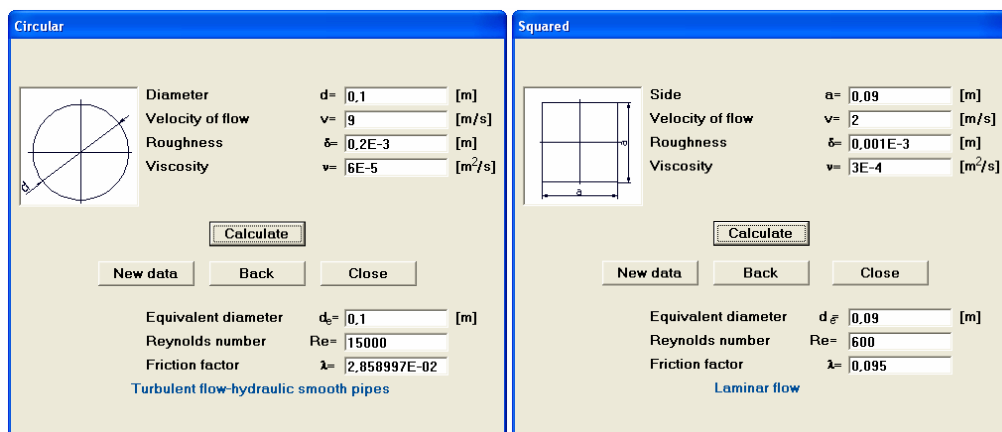 Circular
Diameter d= 0,1 [m]
Velocity of flow v= 9 [m/s]
Roughness δ= 0,2E-3 [m]
Viscosity ν= 6E-5 [m²/s]
d
Calculate
New data Back Close
Equivalent diameter de= 0,1 [m]
Reynolds number Re= 15000
Friction factor λ= 2,858997E-02
Turbulent flow-hydraulic smooth pipes
Squared
Side a= 0,09 [m]
Velocity of flow v= 2 [m/s]
Roughness δ= 0,001E-3 [m]
Viscosity ν= 3E-4 [m²/s]
a
a
Calculate
New data Back Close
Equivalent diameter de= 0,09 [m]
Reynolds number Re= 600
Friction factor λ= 0,095
Laminar flow